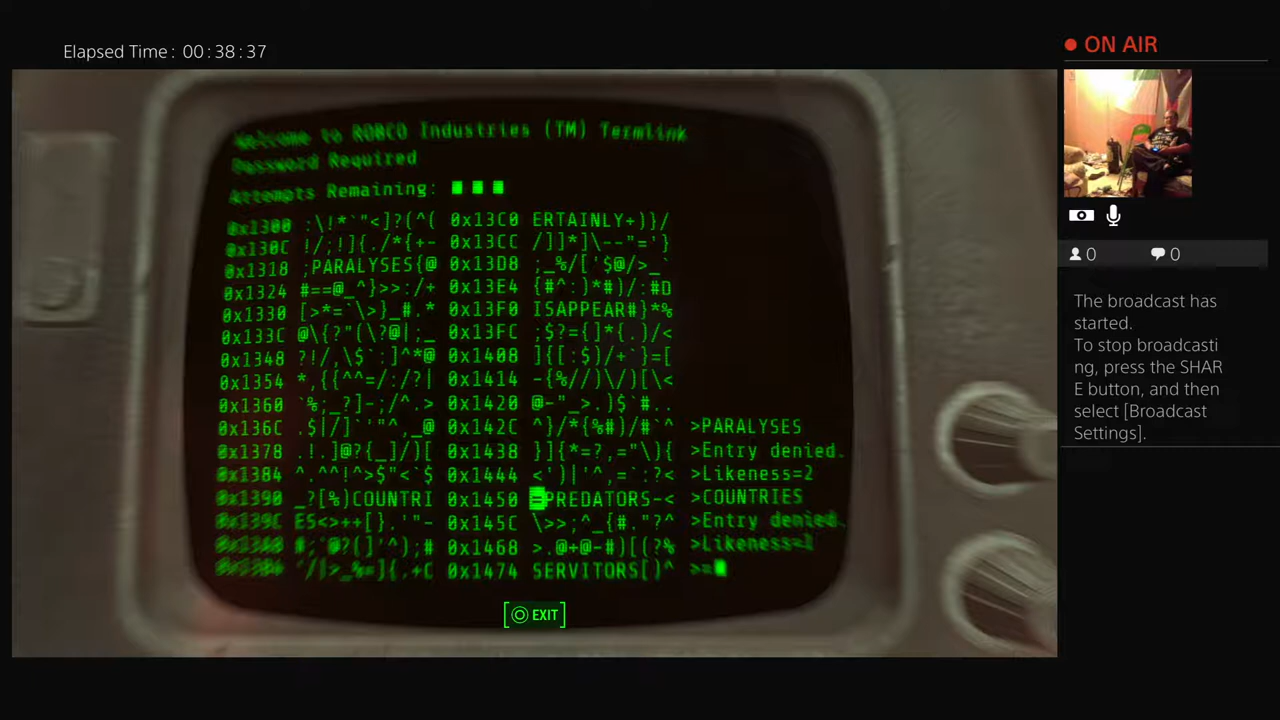 Elapsed Time: 00:38:37
ON AIR
Welcome to ROBCO Industries (TM) Termlink
Password Required
Attempts Remaining:
0x1300 :\!*`"<]?(^( 0x13C0 ERTAINLY+)}/
0x130C !/;!]{./*{+- 0x13CC /]]*]\--"='}
0x1318 ;PARALYSES{@ 0x13D8 ;_%/['$@/>_`
0x1324 #==@_^}>>:/+ 0x13E4 {#^:)*#)/:#D
0x1330 [>*=`\>}_#.* 0x13F0 ISAPPEAR#}*%
0x133C @\{?"(\?@|;_ 0x13FC ;$?={]*{.)/<
0x1348 ?!/,\$`:]^*@ 0x1408 ]{[:$)/+`}=[
0x1354 *,{{^^=/:/?| 0x1414 -{%//)\/)[\<
0x1360 `%;_?]-;/^.> 0x1420 @-"_>.)$`#..
0x136C .$|/]`'"^,_@ 0x142C ^}/*{%#)/#`^ >PARALYSES
0x1378 .!.]@?{_]/)[ 0x1438 }]{*=?,="\){ >Entry denied.
0x1384 ^.^^!^>$"<`$ 0x1444 <')|'^,=`:?< >Likeness=2
0x1390 _?[%)COUNTRI 0x1450 =PREDATORS-< >COUNTRIES
0x139C ES<>++[}.'"- 0x145C \>>;^_{#."?^ >Entry denied.
#;"@?(]'^);# 0x1468 >.@+@-#)[(?% >Likeness=1
"/|>_%=]{,+C 0x1474 SERVITORS[)^ >=
EXIT
0 0
The broadcast has
started.
To stop broadcasti
ng, press the SHAR
E button, and then
select [Broadcast
Settings].